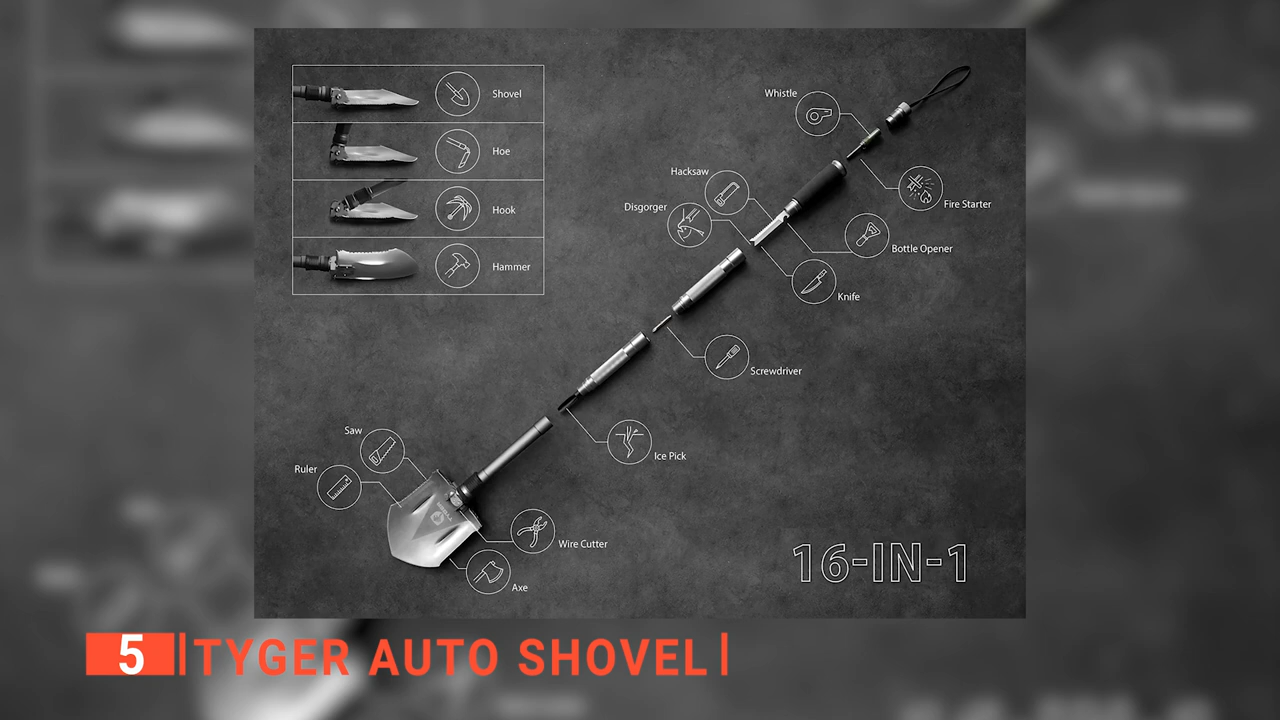 Shovel
Hoe
Hook
Hammer
Whistle
Fire Starter
Hacksaw
Disgorger
Bottle Opener
Knife
Screwdriver
Ice Pick
Saw
Ruler
TYGER
Wire Cutter
Axe
16-IN-1
5 TYGER AUTO SHOVEL